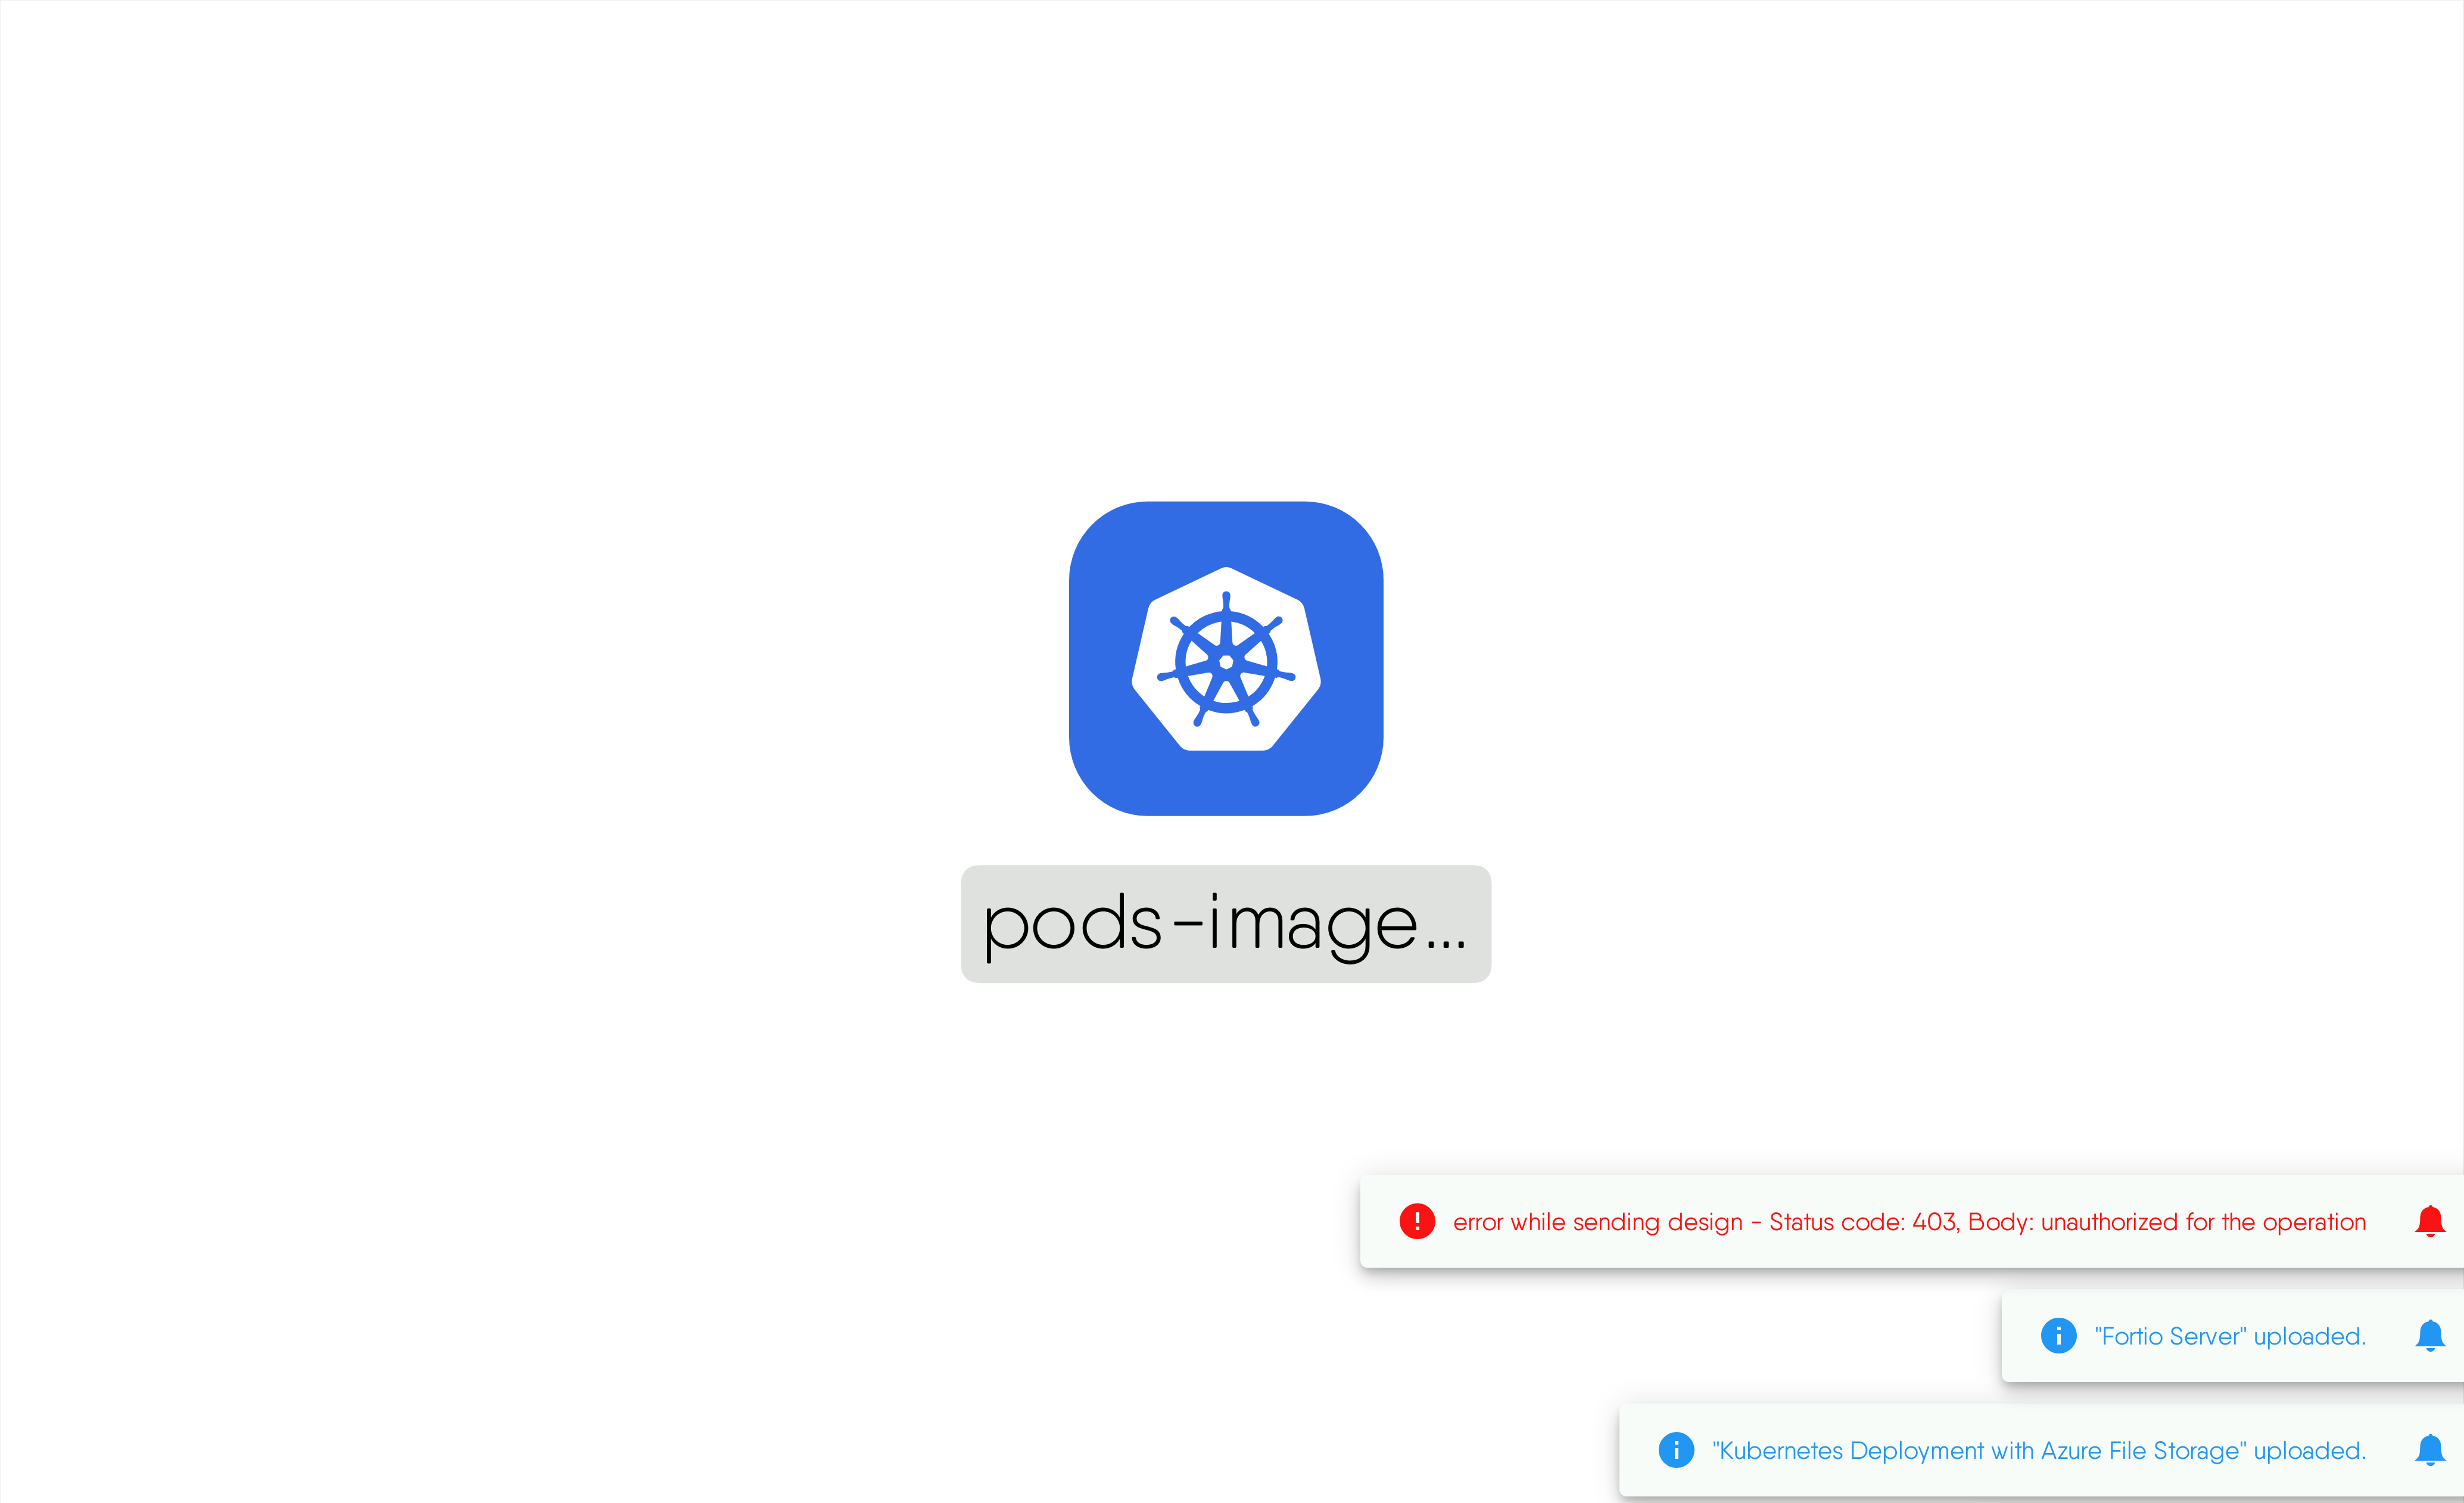 pods-image...
error while sending design - Status code: 403, Body: unauthorized for the operation
"Fortio Server" uploaded.
"Kubernetes Deployment with Azure File Storage" uploaded.